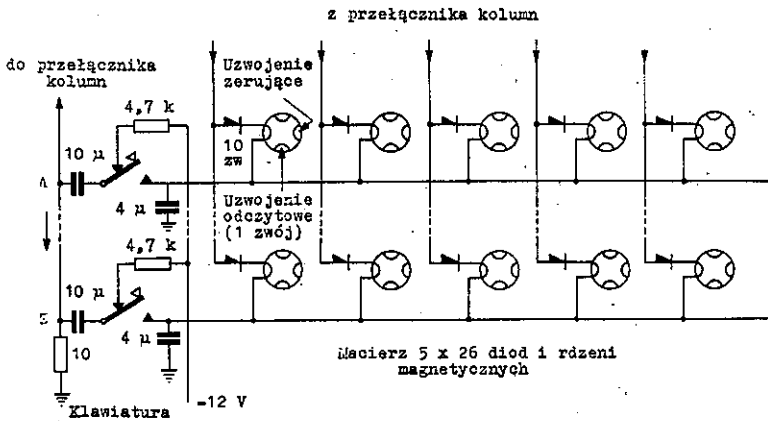 z przełącznika kolumn
do przełącznika
kolumn
Uzwojenie
zerujące
4,7 k
10 μ
10
zw
A
4 μ
Uzwojenie
odczytowe
(1 zwój)
4,7 k
10 μ
Z
4 μ
10
Macierz 5 x 26 diod i rdzeni
magnetycznych
-12 V
Klawiatura